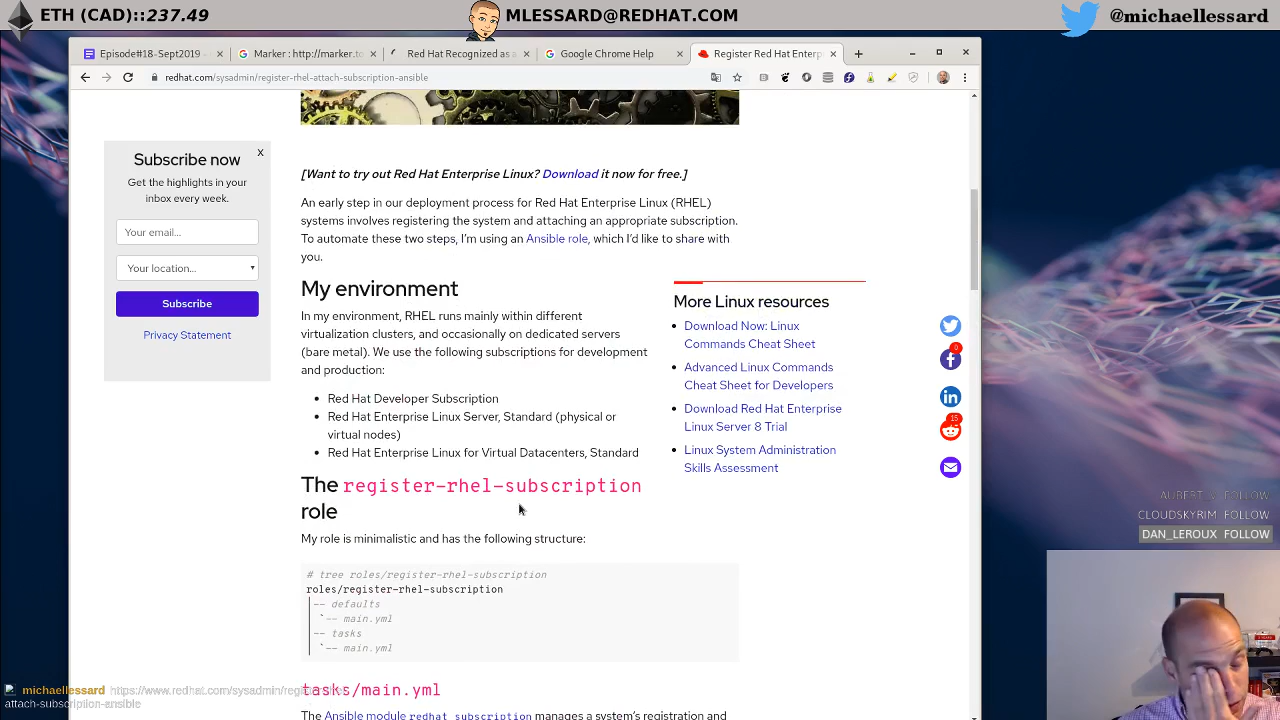 ETH (CAD)::237.49
MLESSARD@REDHAT.COM
@michaellessard
Episode#18-Sept2019 -
Marker : http://marker.to
Red Hat Recognized as a
Google Chrome Help
Register Red Hat Enterp
redhat.com/sysadmin/register-rhel-attach-subscription-ansible
Subscribe now
X
Get the highlights in your
inbox every week.
Your email...
Your location...
Subscribe
Privacy Statement
[Want to try out Red Hat Enterprise Linux? Download it now for free.]
An early step in our deployment process for Red Hat Enterprise Linux (RHEL)
systems involves registering the system and attaching an appropriate subscription.
To automate these two steps, I'm using an Ansible role, which I'd like to share with
you.
My environment
In my environment, RHEL runs mainly within different
virtualization clusters, and occasionally on dedicated servers
(bare metal). We use the following subscriptions for development
and production:
• Red Hat Developer Subscription
• Red Hat Enterprise Linux Server, Standard (physical or
virtual nodes)
• Red Hat Enterprise Linux for Virtual Datacenters, Standard
More Linux resources
• Download Now: Linux
Commands Cheat Sheet
• Advanced Linux Commands
Cheat Sheet for Developers
• Download Red Hat Enterprise
Linux Server 8 Trial
• Linux System Administration
Skills Assessment
0
15
The register-rhel-subscription
role
My role is minimalistic and has the following structure:
# tree roles/register-rhel-subscription
roles/register-rhel-subscription
|-- defaults
| `-- main.yml
|-- tasks
`-- main.yml
tasks/main.yml
The Ansible module redhat_subscription manages a system's registration and
CLOUDSKYRIM FOLLOW
DAN_LEROUX FOLLOW
michaellessard https://www.redhat.com/sysadmin/register-rhel-
attach-subscription-ansible